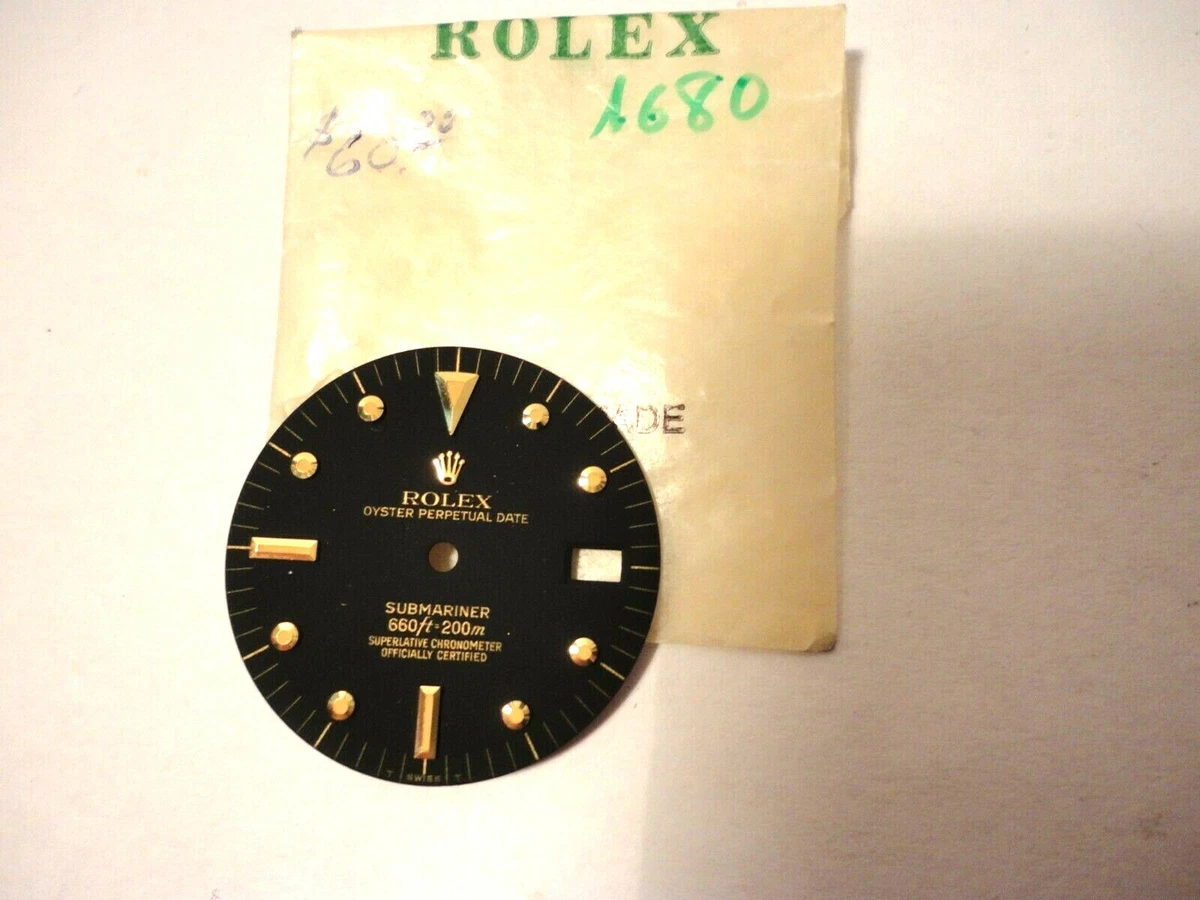 ROLEX
1680
ADE
ROLEX
OYSTER PERPETUAL DATE
SUBMARINER
660ft=200m
SUPERLATIVE CHRONOMETER
OFFICIALLY CERTIFIED
T SWISS T